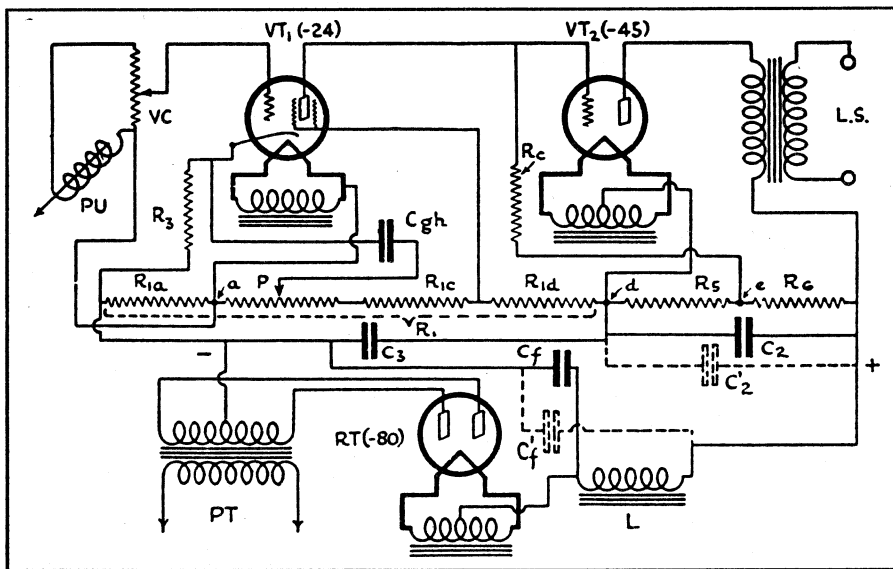 VT₁(-24)
VT₂(-45)
VC
L.S.
PU
R₃
Rc
Cgh
R₁a
a
P
R₁c
R₁d
d
R₅
e
R₆
R₁
C₃
C₂
-
Cf
C'₂
+
RT(-80)
C'f
PT
L